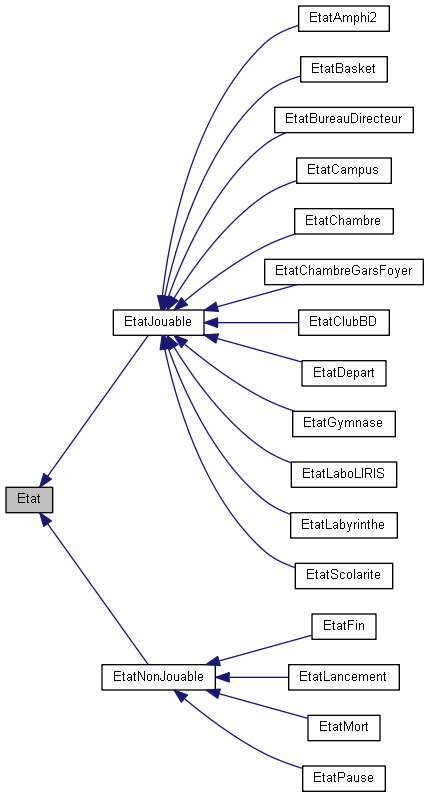 EtatAmphi2
EtatBasket
EtatBureauDirecteur
EtatCampus
EtatChambre
EtatChambreGarsFoyer
EtatJouable
EtatClubBD
EtatDepart
EtatGymnase
EtatLaboLIRIS
Etat
EtatLabyrinthe
EtatScolarite
EtatFin
EtatNonJouable
EtatLancement
EtatMort
EtatPause